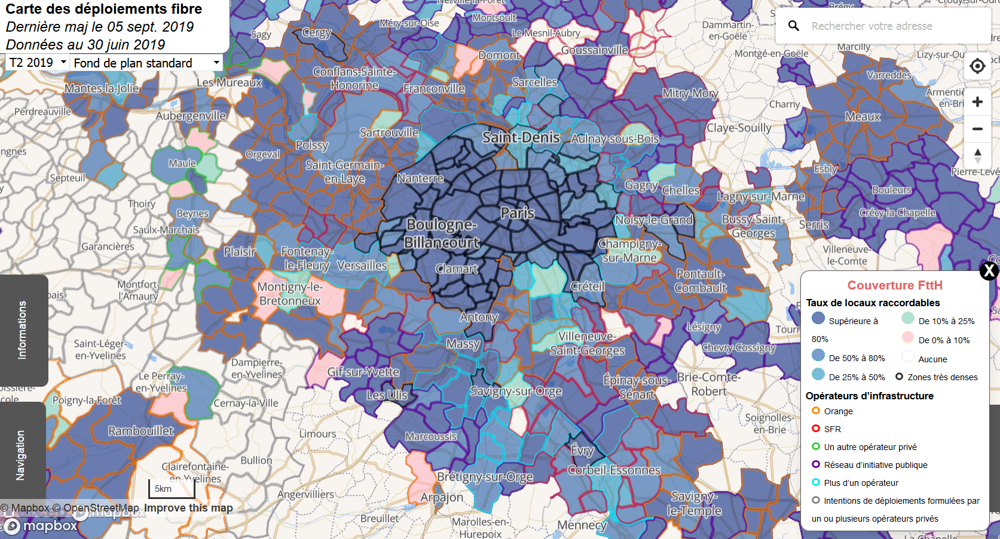 Carte des déploiements fibre
Dernière maj le 05 sept. 2019
Données au 30 juin 2019
T2 2019
Fond de plan standard
Rechercher votre adresse
Neuville-la-Forêt
Sagy
Cergy
Méry-sur-Oise
Montsoult
Le Mesnil-Aubry
Goussainville
Dammartin-
en-Goële
Brégy
Marcilly
Montgé-en-Goële
Lizy-sur-Ou
Domont
Les Mureaux
Mantes-la-Jolie
Conflans-Sainte-
Honorine
Franconville
Sarcelles
Mitry-Mory
Varreddes
Armentiè
en-Bri
Charny
Meaux
Perdreauville
Aubergenville
Sartrouville
Saint-Denis
Aulnay-sous-Bois
Claye-Souilly
Poissy
Orgeval
ngnes
Maule
Septeuil
Saint-Germain-
en-Laye
Nanterre
Gagny
Chelles
Esbly
Pierre-Levé
Bouleurs
Lagny-sur-Marne
Thoiry
Beynes
Paris
Crécy-la-Chapelle
Saulx-Marchais
Boulogne-
Billancourt
Noisy-le-Grand
Bussy-Saint-
Georges
Serris
Garancières
Plaisir
Fontenay-
le-Fleury
Versailles
Clamart
Champigny-
sur-Marne
Villeneuve-
le-Comte
Montfort-
l'Amaury
Montigny-le-
Bretonneux
Créteil
Pontault-
Combault
Antony
Lésigny
Tourn
Massy
Villeneuve-
Saint-Georges
Chevry-Cossigny
Saint-Léger-
en-Yvelines
Dampierre-
en-Yvelines
Gif-sur-Yvette
Le Perray-
en-Yvelines
Épinay-sous-
Sénart
Brie-Comte-
Robert
Savigny-sur-Orge
Les Ulis
Poigny-la-Forêt
Cernay-la-Ville
Soignolles-
en-Brie
Rambouillet
Limours
Marcoussis
Évry
Bullion
Clairefontaine-
en-Yvelines
Corbeil-Essonnes
Brétigny-sur-Orge
Angervilliers
Arpajon
Savigny-
le-Temple
Breuillet
Marolles-en-
Hurepoix
Mennecy
La Chapelle
Informations
Navigation
X
Couverture FttH
Taux de locaux raccordables
Supérieure à
80%
De 50% à 80%
De 25% à 50%
De 10% à 25%
De 0% à 10%
Aucune
Zones très denses
Opérateurs d’infrastructure
Orange
SFR
Un autre opérateur privé
Réseau d’initiative publique
Plus d’un opérateur
Intentions de déploiements formulées par
un ou plusieurs opérateurs privés
5km
© Mapbox © OpenStreetMap Improve this map
mapbox